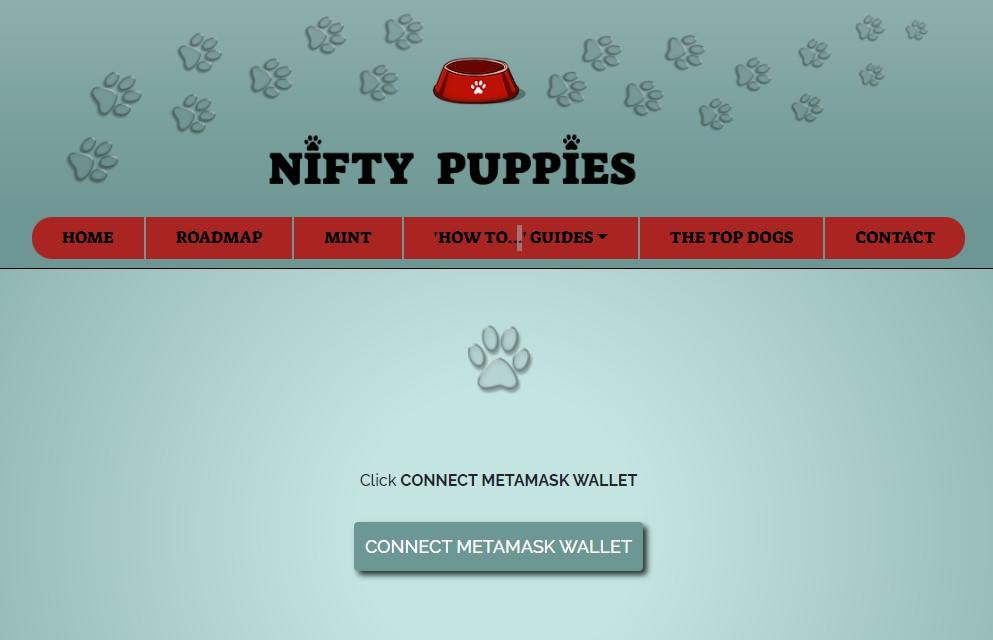 NIFTY PUPPIES
HOME ROADMAP MINT 'HOW TO...' GUIDES THE TOP DOGS CONTACT
Click CONNECT METAMASK WALLET
CONNECT METAMASK WALLET